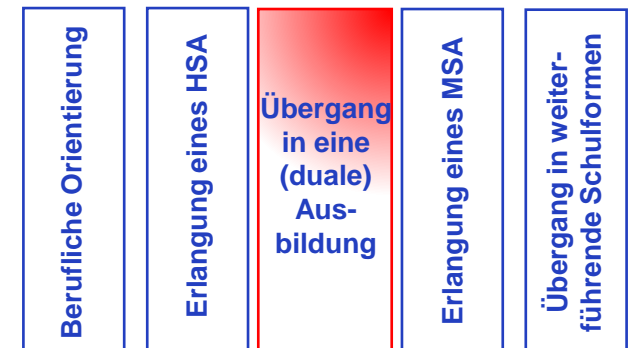 Berufliche Orientierung
Erlangung eines HSA
Übergang
in eine
(duale)
Aus-
bildung
Erlangung eines MSA
Übergang in weiter-
führende Schulformen